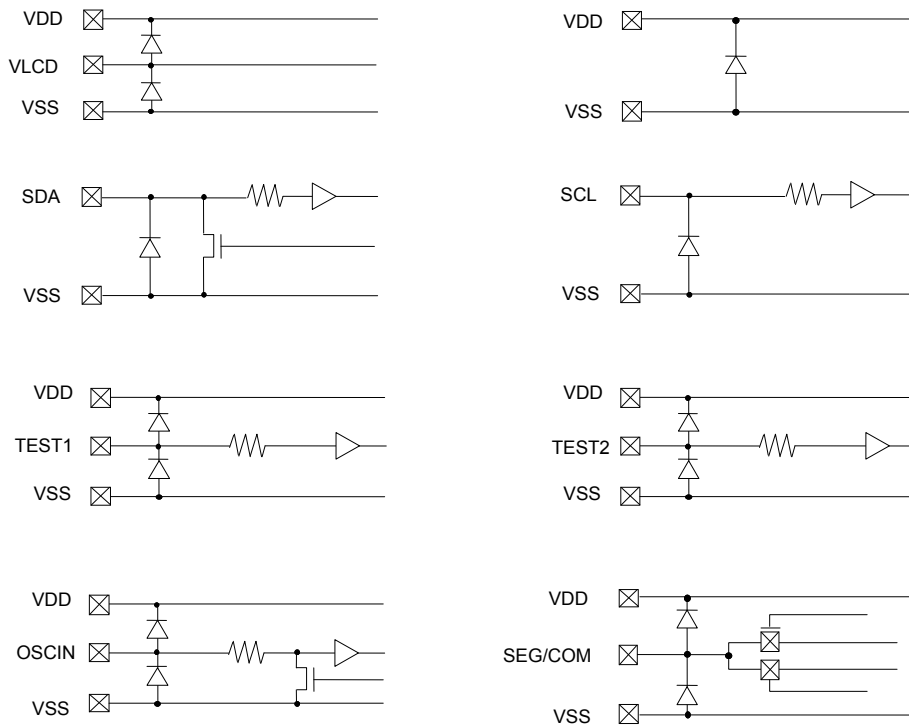 VDD
VLCD
VSS
VDD
VSS
SDA
VSS
SCL
VSS
VDD
TEST1
VSS
VDD
TEST2
VSS
VDD
OSCIN
VSS
VDD
SEG/COM
VSS